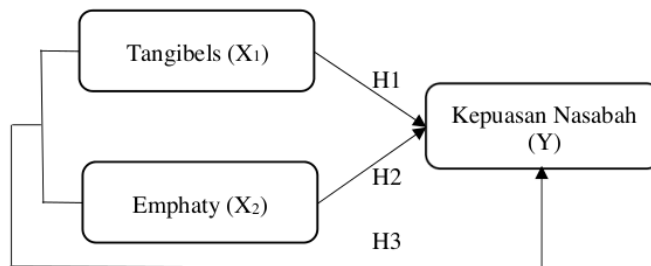 Tangibels (X1)
H1
Kepuasan Nasabah
(Y)
H2
Emphaty (X2)
H3